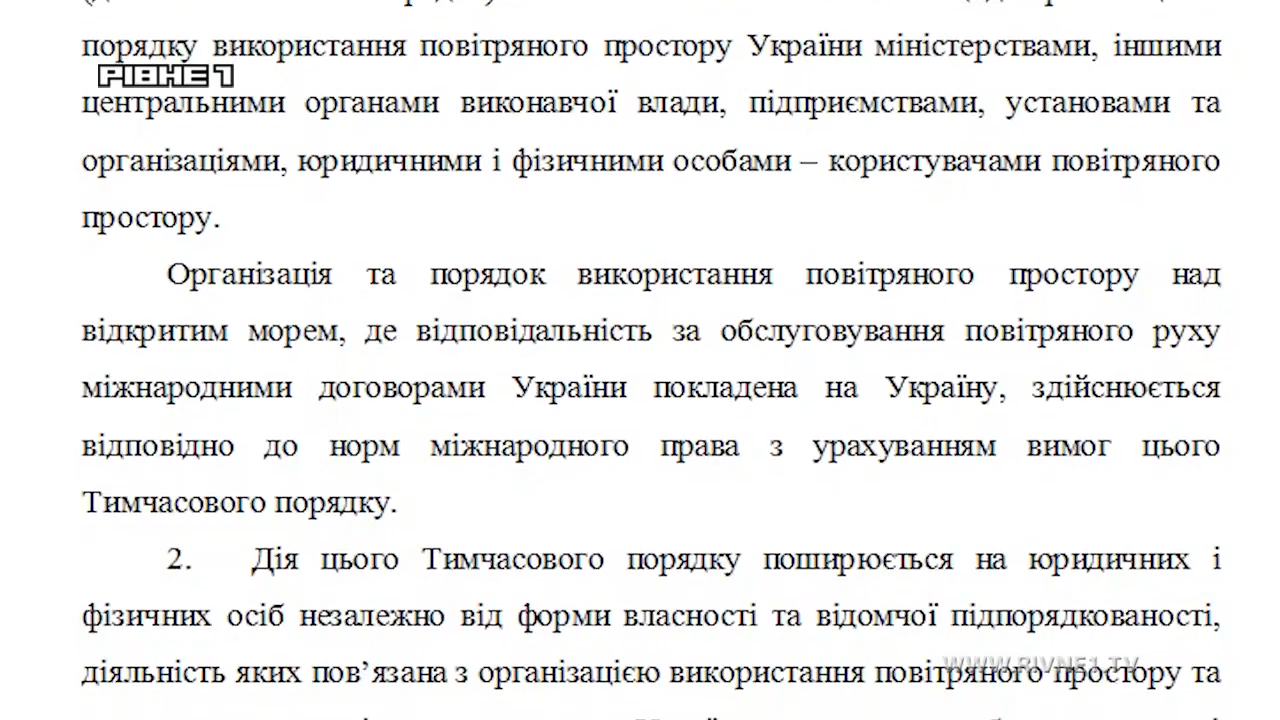 порядку використання повітряного простору України міністерствами, іншими
РІВНЕ 1
центральними органами виконавчої влади, підприємствами, установами та
організаціями, юридичними і фізичними особами – користувачами повітряного
простору.
Організація та порядок використання повітряного простору над
відкритим морем, де відповідальність за обслуговування повітряного руху
міжнародними договорами України покладена на Україну, здійснюється
відповідно до норм міжнародного права з урахуванням вимог цього
Тимчасового порядку.
2. Дія цього Тимчасового порядку поширюється на юридичних і
фізичних осіб незалежно від форми власності та відомчої підпорядкованості,
діяльність яких пов’язана з організацією використання повітряного простору та
WWW.RIVNE1.TV